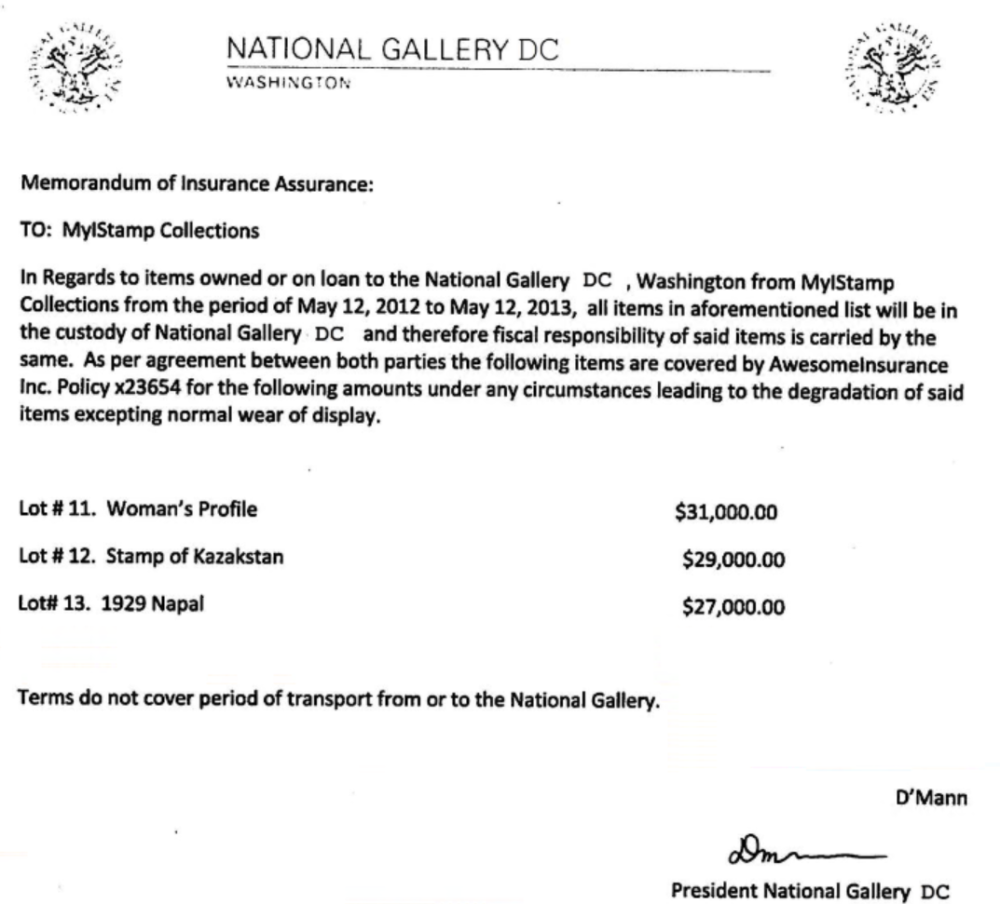 NATIONAL GALLERY DC
WASHINGTON
Memorandum of Insurance Assurance:
TO: MyIStamp Collections
In Regards to items owned or on loan to the National Gallery DC , Washington from MyIStamp
Collections from the period of May 12, 2012 to May 12, 2013, all items in aforementioned list will be in
the custody of National Gallery DC and therefore fiscal responsibility of said items is carried by the
same. As per agreement between both parties the following items are covered by AwesomeInsurance
Inc. Policy x23654 for the following amounts under any circumstances leading to the degradation of said
items excepting normal wear of display.
Lot # 11. Woman's Profile $31,000.00
Lot # 12. Stamp of Kazakstan $29,000.00
Lot# 13. 1929 Napal $27,000.00
Terms do not cover period of transport from or to the National Gallery.
D'Mann
President National Gallery DC